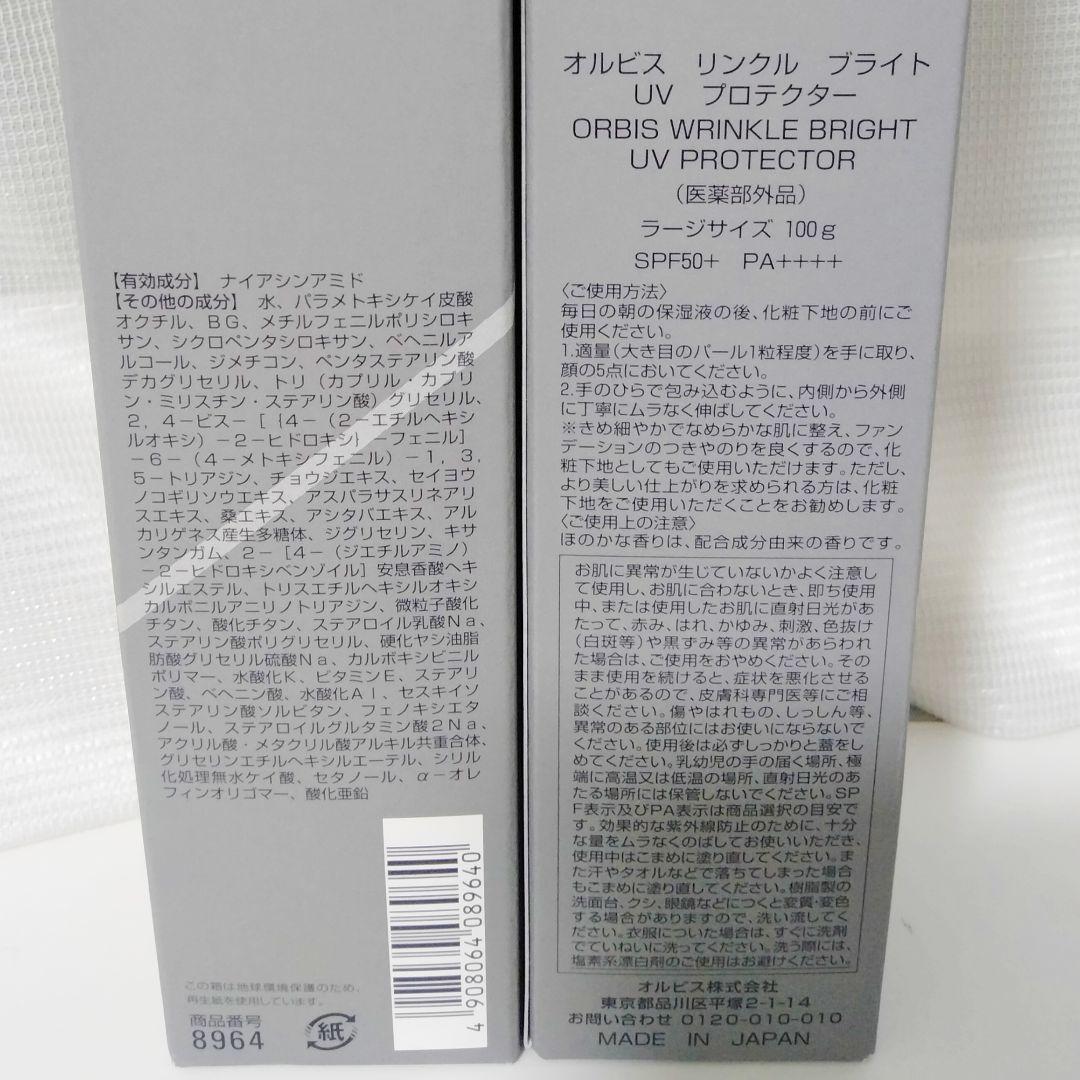 【有効成分】 ナイアシンアミド
【その他の成分】 水、パラメトキシケイ皮酸
オクチル、BG、メチルフェニルポリシロキ
サン、シクロペンタシロキサン、ベヘニルア
ルコール、ジメチコン、ペンタステアリン酸
デカグリセリル、トリ（カプリル・カプリ
ン・ミリスチン・ステアリン酸）グリセリル、
2，4－ビス－［｛4－（2－エチルヘキシ
ルオキシ）－2－ヒドロキシ｝－フェニル］
－6－（4－メトキシフェニル）－1，3，
5－トリアジン、チョウジエキス、セイヨウ
ノコギリソウエキス、アスパラサスリネアリ
スエキス、桑エキス、アシタバエキス、アル
カリゲネス産生多糖体、ジグリセリン、キサ
ンタンガム、2－［4－（ジエチルアミノ）
－2－ヒドロキシベンゾイル］安息香酸ヘキ
シルエステル、トリスエチルヘキシルオキシ
カルボニルアニリノトリアジン、微粒子酸化
チタン、酸化チタン、ステアロイル乳酸Na、
ステアリン酸ポリグリセリル、硬化ヤシ油脂
肪酸グリセリル硫酸Na、カルボキシビニル
ポリマー、水酸化K、ビタミンE、ステアリ
ン酸、ベヘニン酸、水酸化Al、セスキイソ
ステアリン酸ソルビタン、フェノキシエタ
ノール、ステアロイルグルタミン酸2Na、
アクリル酸・メタクリル酸アルキル共重合体、
グリセリンエチルヘキシルエーテル、シリル
化処理無水ケイ酸、セタノール、α－オレ
フィンオリゴマー、酸化亜鉛
4908064089640
この箱は地球環境保護のため、
再生紙を使用しています。
商品番号
8964
紙
オルビス リンクル ブライト
UV プロテクター
ORBIS WRINKLE BRIGHT
UV PROTECTOR
（医薬部外品）
ラージサイズ 100g
SPF50+ PA++++
〈ご使用方法〉
毎日の朝の保湿液の後、化粧下地の前にご
使用ください。
1.適量（大き目のパール1粒程度）を手に取り、
顔の5点においてください。
2.手のひらで包み込むように、内側から外側
に丁寧にムラなく伸ばしてください。
※きめ細やかでなめらかな肌に整え、ファン
デーションのつきやのりを良くするので、化
粧下地としてもご使用いただけます。ただし、
より美しい仕上がりを求められる方は、化粧
下地をご使用いただくことをお勧めします。
〈ご使用上の注意〉
ほのかな香りは、配合成分由来の香りです。
お肌に異常が生じていないかよく注意し
て使用し、お肌に合わないとき、即ち使用
中、または使用したお肌に直射日光があ
たって、赤み、はれ、かゆみ、刺激、色抜け
（白斑等）や黒ずみ等の異常があらわれ
た場合は、ご使用をおやめください。その
まま使用を続けると、症状を悪化させる
ことがあるので、皮膚科専門医等にご相
談ください。傷やはれもの、しっしん等、
異常のある部位にはお使いにならないで
ください。使用後は必ずしっかりと蓋をし
めてください。乳幼児の手の届く場所、極
端に高温又は低温の場所、直射日光のあ
たる場所には保管しないでください。SP
F表示及びPA表示は商品選択の目安で
す。効果的な紫外線防止のために、十分
な量をムラなくのばしてお使いいただき、
使用中はこまめに塗り直してください。ま
た汗やタオルなどで落ちてしまった場合
もこまめに塗り直してください。樹脂製の
洗面台、クシ、眼鏡などにつくと変質・変色
する場合がありますので、洗い流してく
ださい。衣服についた場合は、すぐに洗剤
でていねいに洗ってください。洗う際には、
塩素系漂白剤のご使用はお避けください。
オルビス株式会社
東京都品川区平塚2-1-14
お問い合わせ 0120-010-010
MADE IN JAPAN